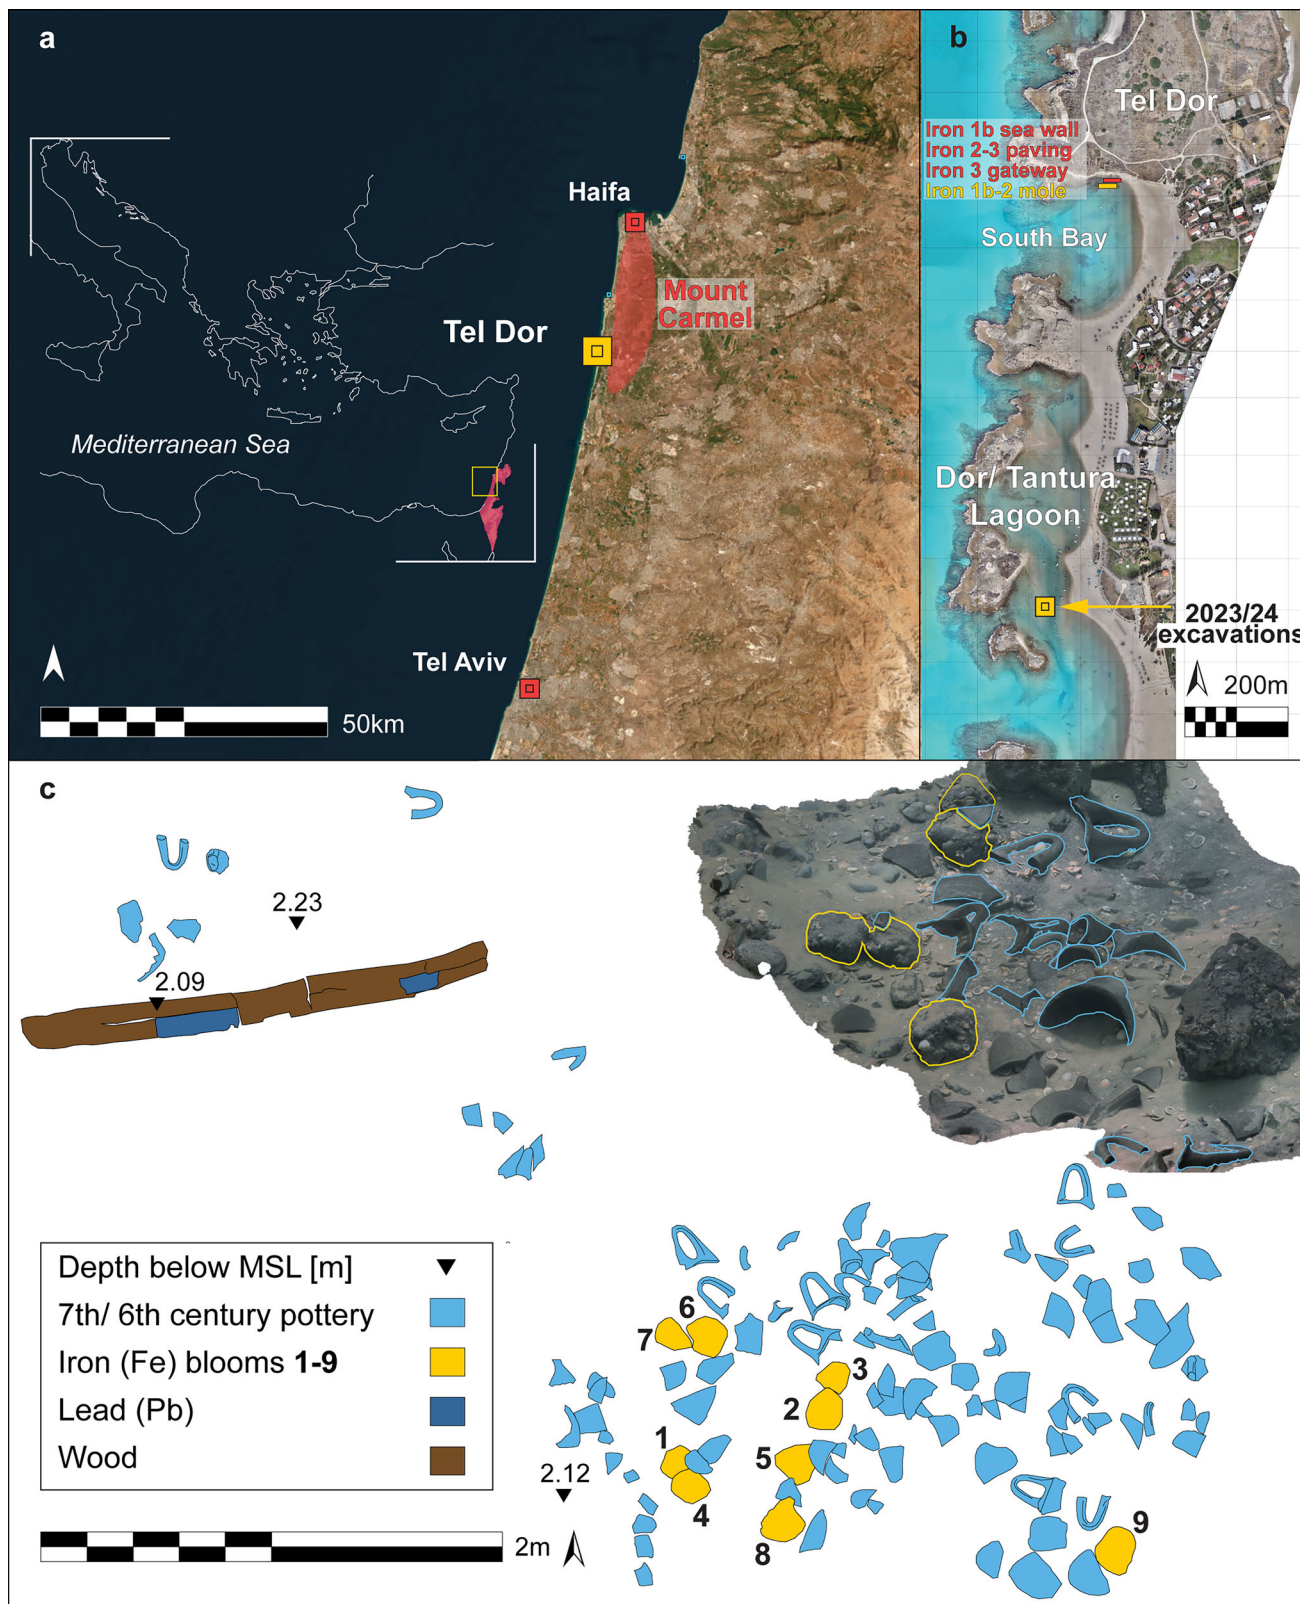 a
Haifa
Mount
Carmel
Tel Dor
Mediterranean Sea
Tel Aviv
50km
b
Tel Dor
Iron 1b sea wall
Iron 2-3 paving
Iron 3 gateway
Iron 1b-2 mole
South Bay
Dor/ Tantura
Lagoon
2023/24
excavations
200m
c
2.23
2.09
Depth below MSL [m]
7th/ 6th century pottery
Iron (Fe) blooms 1-9
Lead (Pb)
Wood
2m
6
7
3
2
1
5
2.12
4
8
9